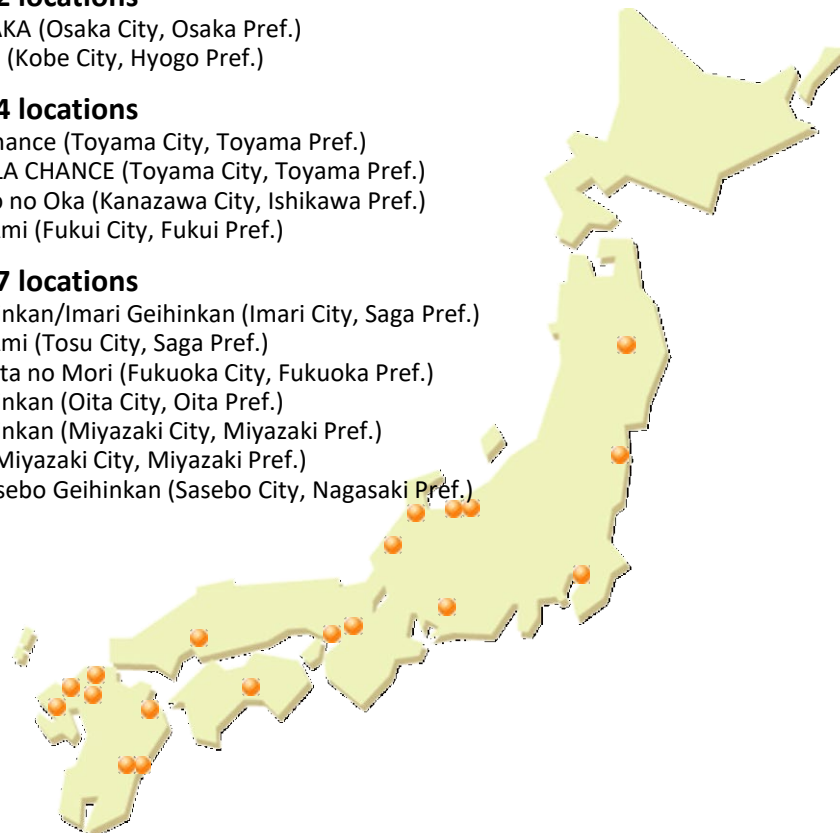 2 locations
AKA (Osaka City, Osaka Pref.)
(Kobe City, Hyogo Pref.)
4 locations
hance (Toyama City, Toyama Pref.)
LA CHANCE (Toyama City, Toyama Pref.)
o no Oka (Kanazawa City, Ishikawa Pref.)
mi (Fukui City, Fukui Pref.)
7 locations
nkan/Imari Geihinkan (Imari City, Saga Pref.)
mi (Tosu City, Saga Pref.)
ta no Mori (Fukuoka City, Fukuoka Pref.)
nkan (Oita City, Oita Pref.)
nkan (Miyazaki City, Miyazaki Pref.)
Miyazaki City, Miyazaki Pref.)
sebo Geihinkan (Sasebo City, Nagasaki Pref.)